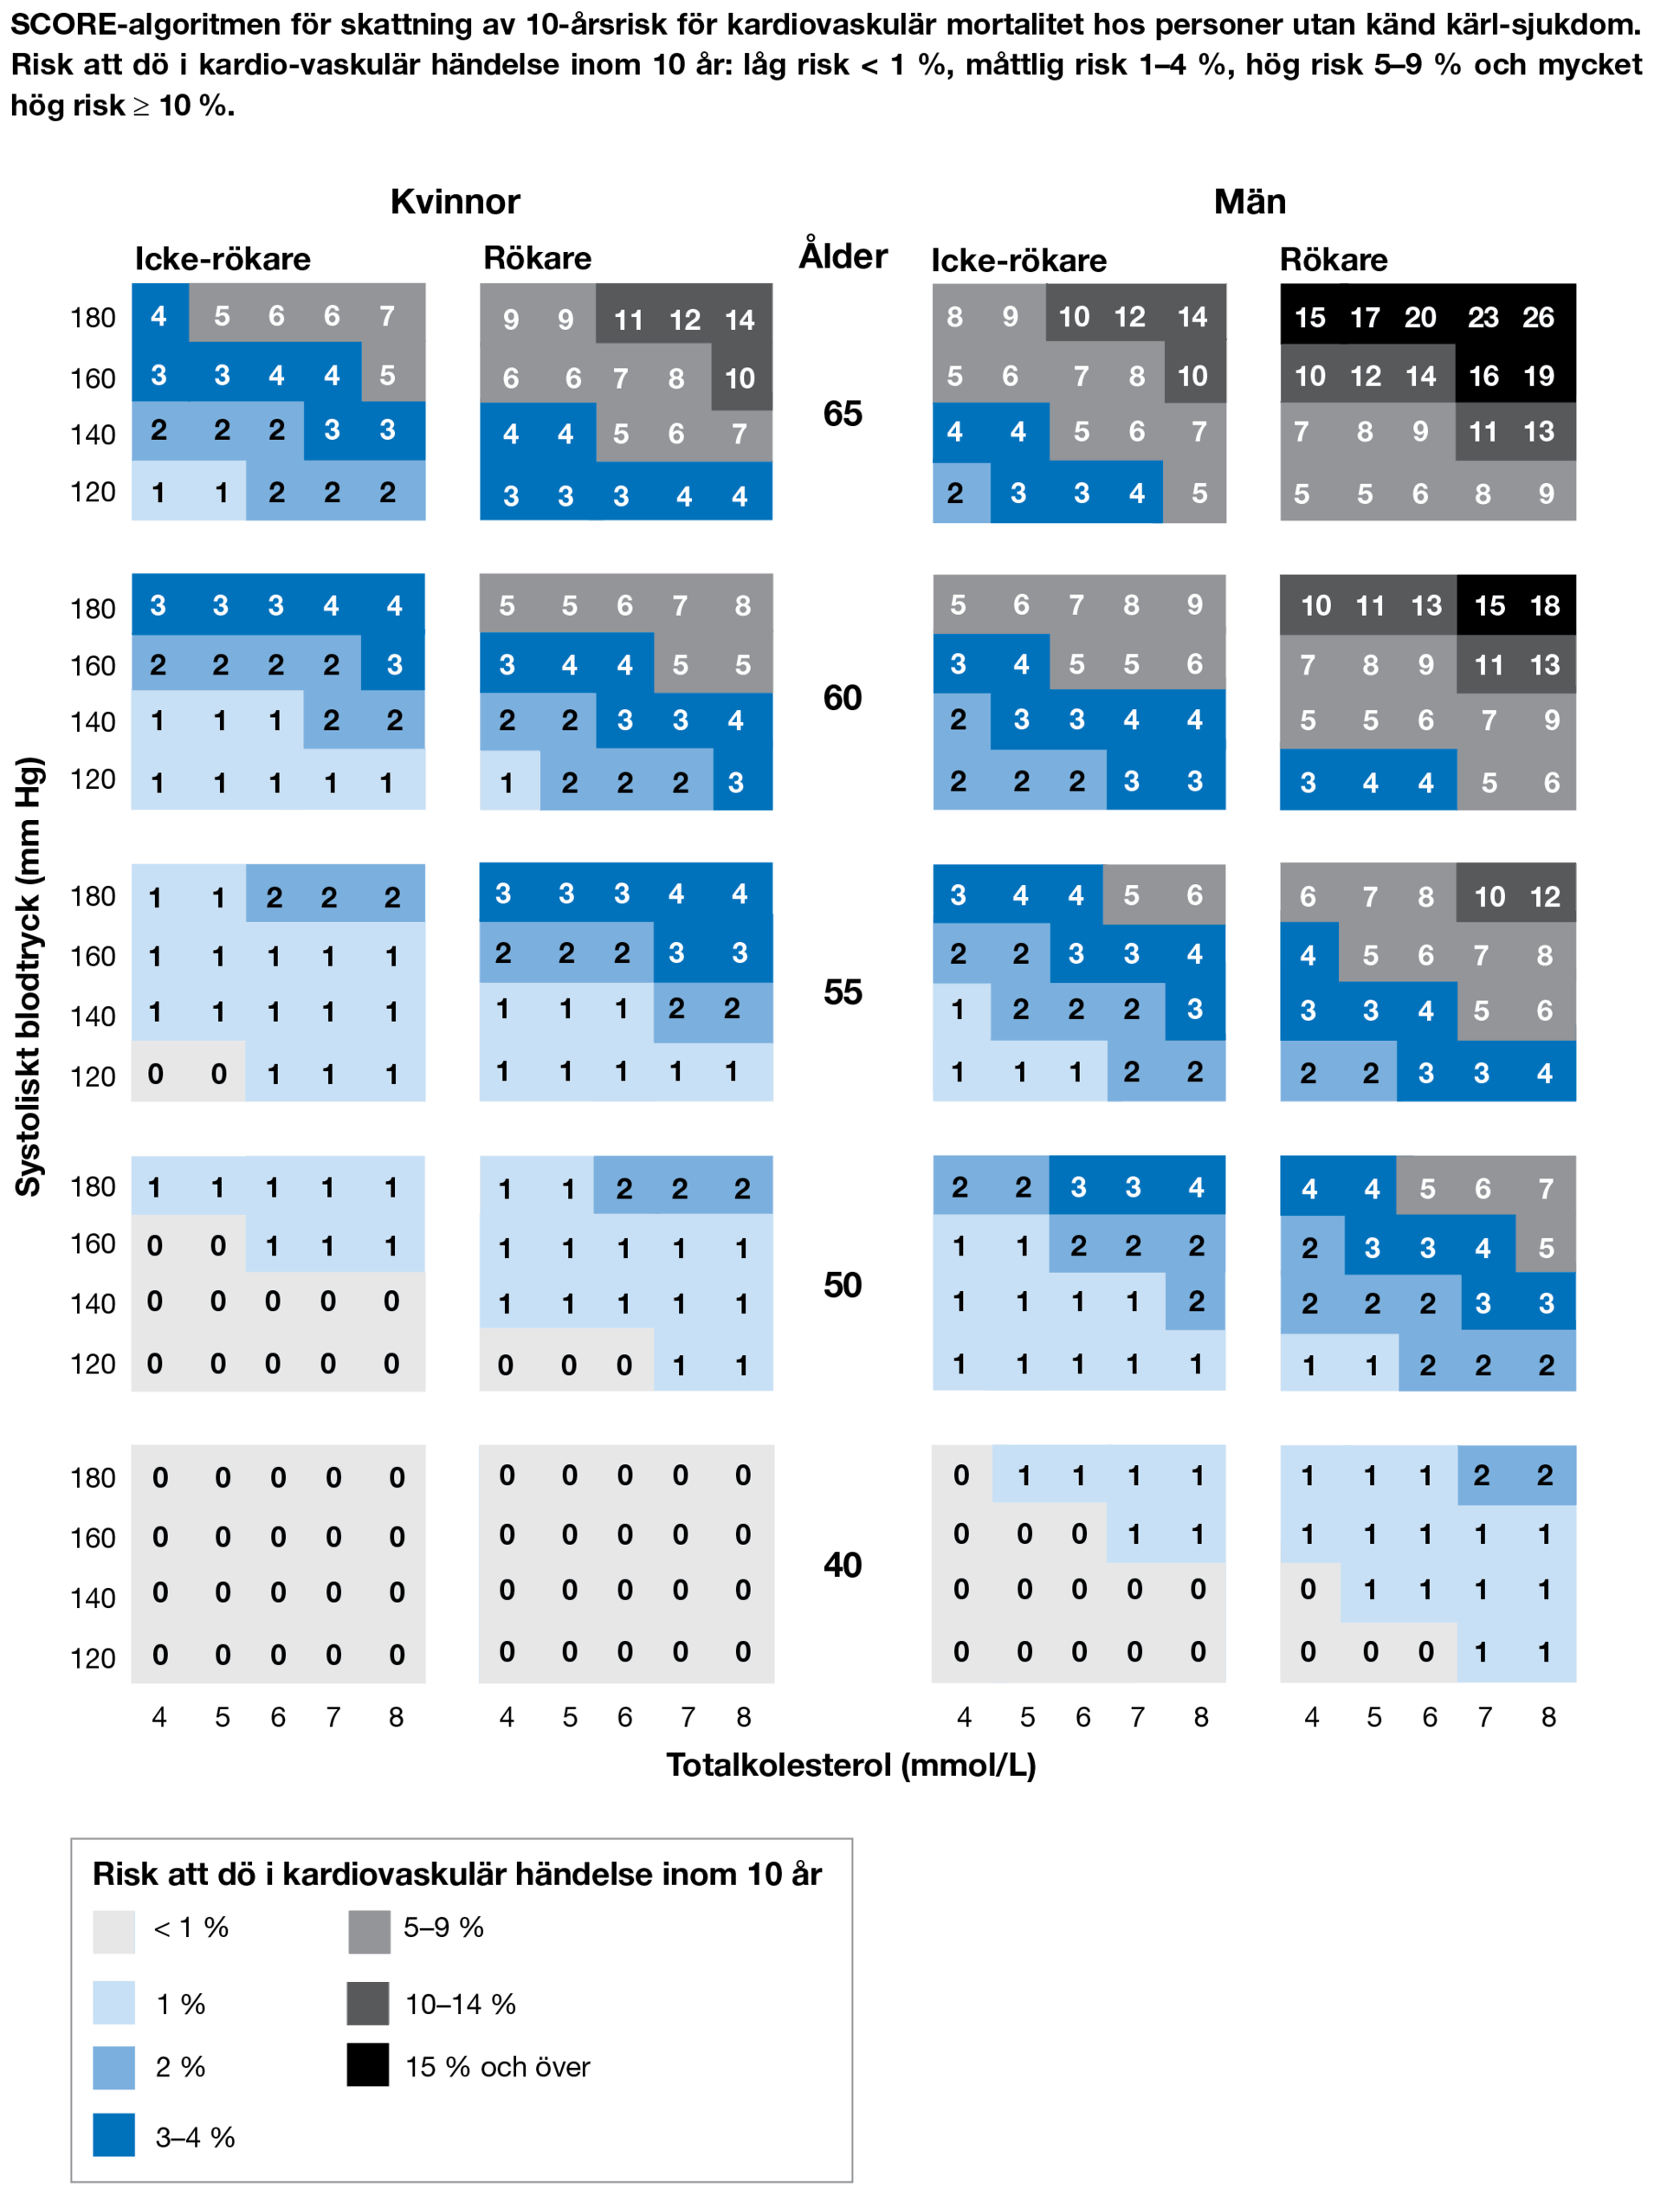 SCORE-algoritmen för skattning av 10-årsrisk för kardiovaskulär mortalitet hos personer utan känd kärl-sjukdom.
Risk att dö i kardio-vaskulär händelse inom 10 år: låg risk < 1 %, måttlig risk 1–4 %, hög risk 5–9 % och mycket
hög risk ≥ 10 %.
Kvinnor Män
Icke-rökare Rökare Ålder Icke-rökare Rökare
180 4 5 6 6 7 9 9 11 12 14 8 9 10 12 14 15 17 20 23 26
160 3 3 4 4 5 6 6 7 8 10 5 6 7 8 10 10 12 14 16 19
65
140 2 2 2 3 3 4 4 5 6 7 4 4 5 6 7 7 8 9 11 13
120 1 1 2 2 2 3 3 3 4 4 2 3 3 4 5 5 5 6 8 9
180 3 3 3 4 4 5 5 6 7 8 5 6 7 8 9 10 11 13 15 18
160 2 2 2 2 3 3 4 4 5 5 3 4 5 5 6 7 8 9 11 13
60
140 1 1 1 2 2 2 2 3 3 4 2 3 3 4 4 5 5 6 7 9
120 1 1 1 1 1 1 2 2 2 3 2 2 2 3 3 3 4 4 5 6
Systoliskt blodtryck (mm Hg)
180 1 1 2 2 2 3 3 3 4 4 3 4 4 5 6 6 7 8 10 12
160 1 1 1 1 1 2 2 2 3 3 2 2 3 3 4 4 5 6 7 8
55
140 1 1 1 1 1 1 1 1 2 2 1 2 2 2 3 3 3 4 5 6
120 0 0 1 1 1 1 1 1 1 1 1 1 1 2 2 2 2 3 3 4
180 1 1 1 1 1 1 1 2 2 2 2 2 3 3 4 4 4 5 6 7
160 0 0 1 1 1 1 1 1 1 1 1 1 2 2 2 2 3 3 4 5
50
140 0 0 0 0 0 1 1 1 1 1 1 1 1 1 2 2 2 2 3 3
120 0 0 0 0 0 0 0 0 1 1 1 1 1 1 1 1 1 2 2 2
180 0 0 0 0 0 0 0 0 0 0 0 1 1 1 1 1 1 1 2 2
160 0 0 0 0 0 0 0 0 0 0 0 0 0 1 1 1 1 1 1 1
40
140 0 0 0 0 0 0 0 0 0 0 0 0 0 0 0 0 1 1 1 1
120 0 0 0 0 0 0 0 0 0 0 0 0 0 0 0 0 0 0 1 1
4 5 6 7 8 4 5 6 7 8 4 5 6 7 8 4 5 6 7 8
Totalkolesterol (mmol/L)
Risk att dö i kardiovaskulär händelse inom 10 år
< 1 % 5–9 %
1 % 10–14 %
2 % 15 % och över
3–4 %